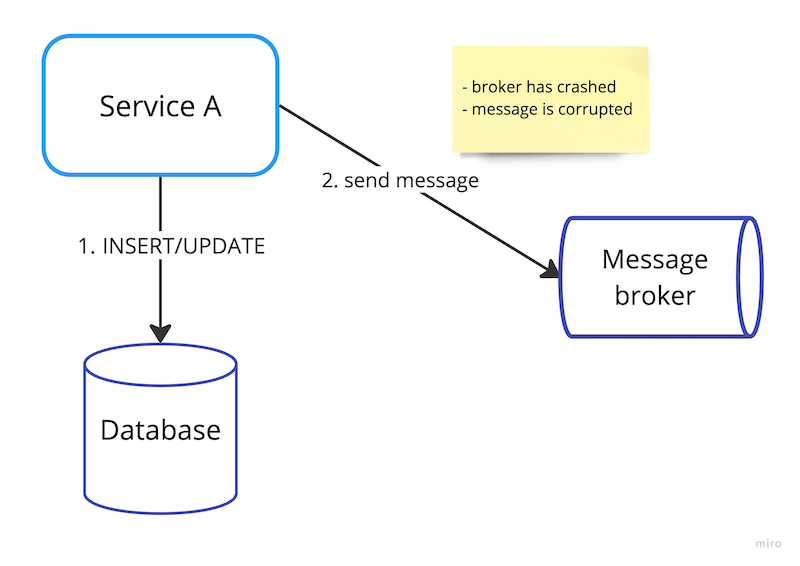 Service A
- broker has crashed
- message is corrupted
2. send message
1. INSERT/UPDATE
Message
broker
Database
miro